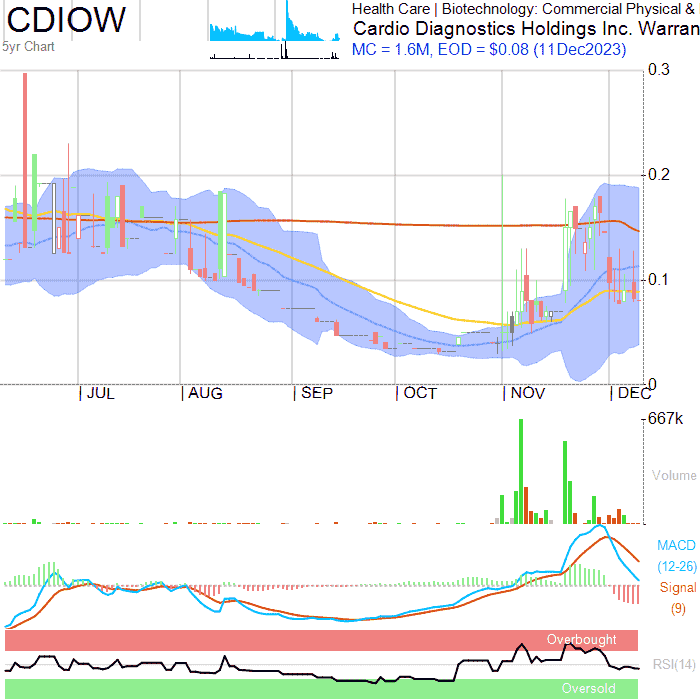 CDIOW
5yr Chart
Health Care | Biotechnology: Commercial Physical &
Cardio Diagnostics Holdings Inc. Warran
MC = 1.6M, EOD = $0.08 (11Dec2023)
0.3
0.2
0.1
0
| JUL | AUG | SEP | OCT | NOV | DEC
667k
Volume
MACD
(12-26)
Signal
(9)
Overbought
RSI(14)
Oversold